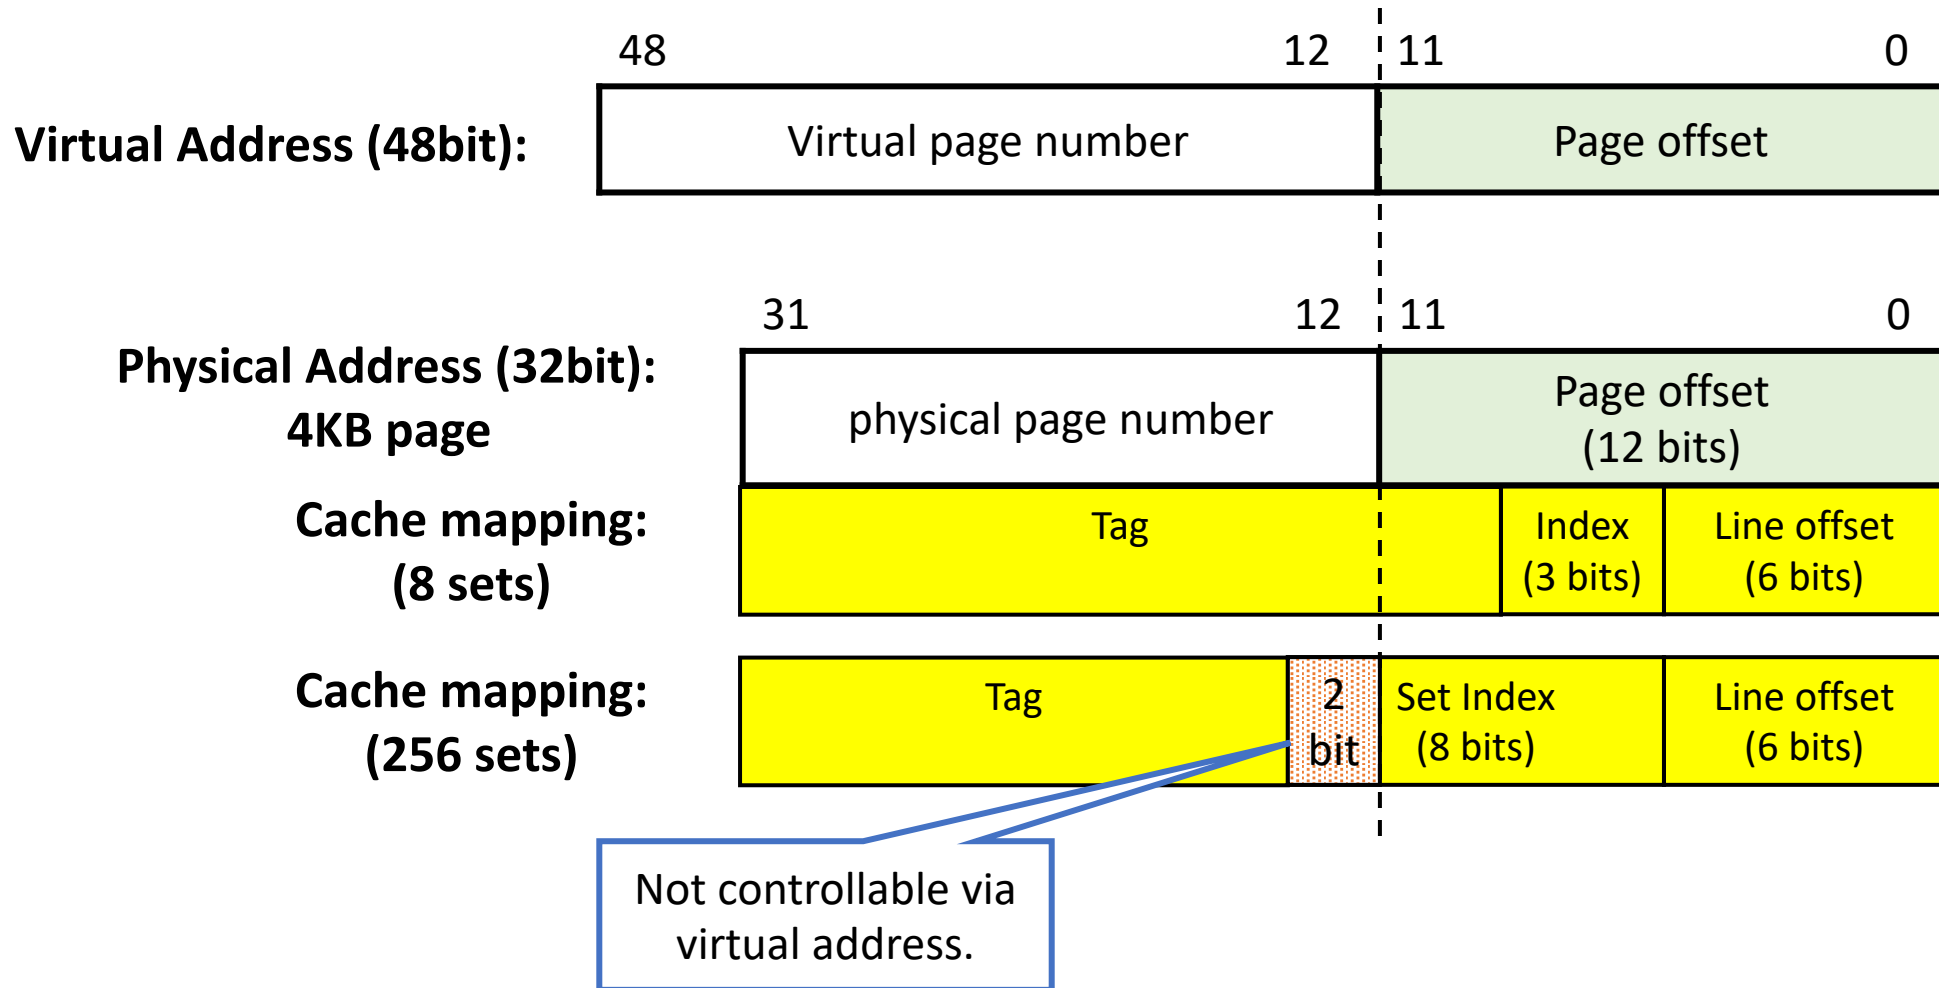 48 12 11 0
Virtual Address (48bit): Virtual page number Page offset
31 12 11 0
Physical Address (32bit):
4KB page
physical page number
Page offset
(12 bits)
Cache mapping:
(8 sets)
Tag
Index
(3 bits)
Line offset
(6 bits)
Cache mapping:
(256 sets)
Tag
2
bit
Set Index
(8 bits)
Line offset
(6 bits)
Not controllable via
virtual address.